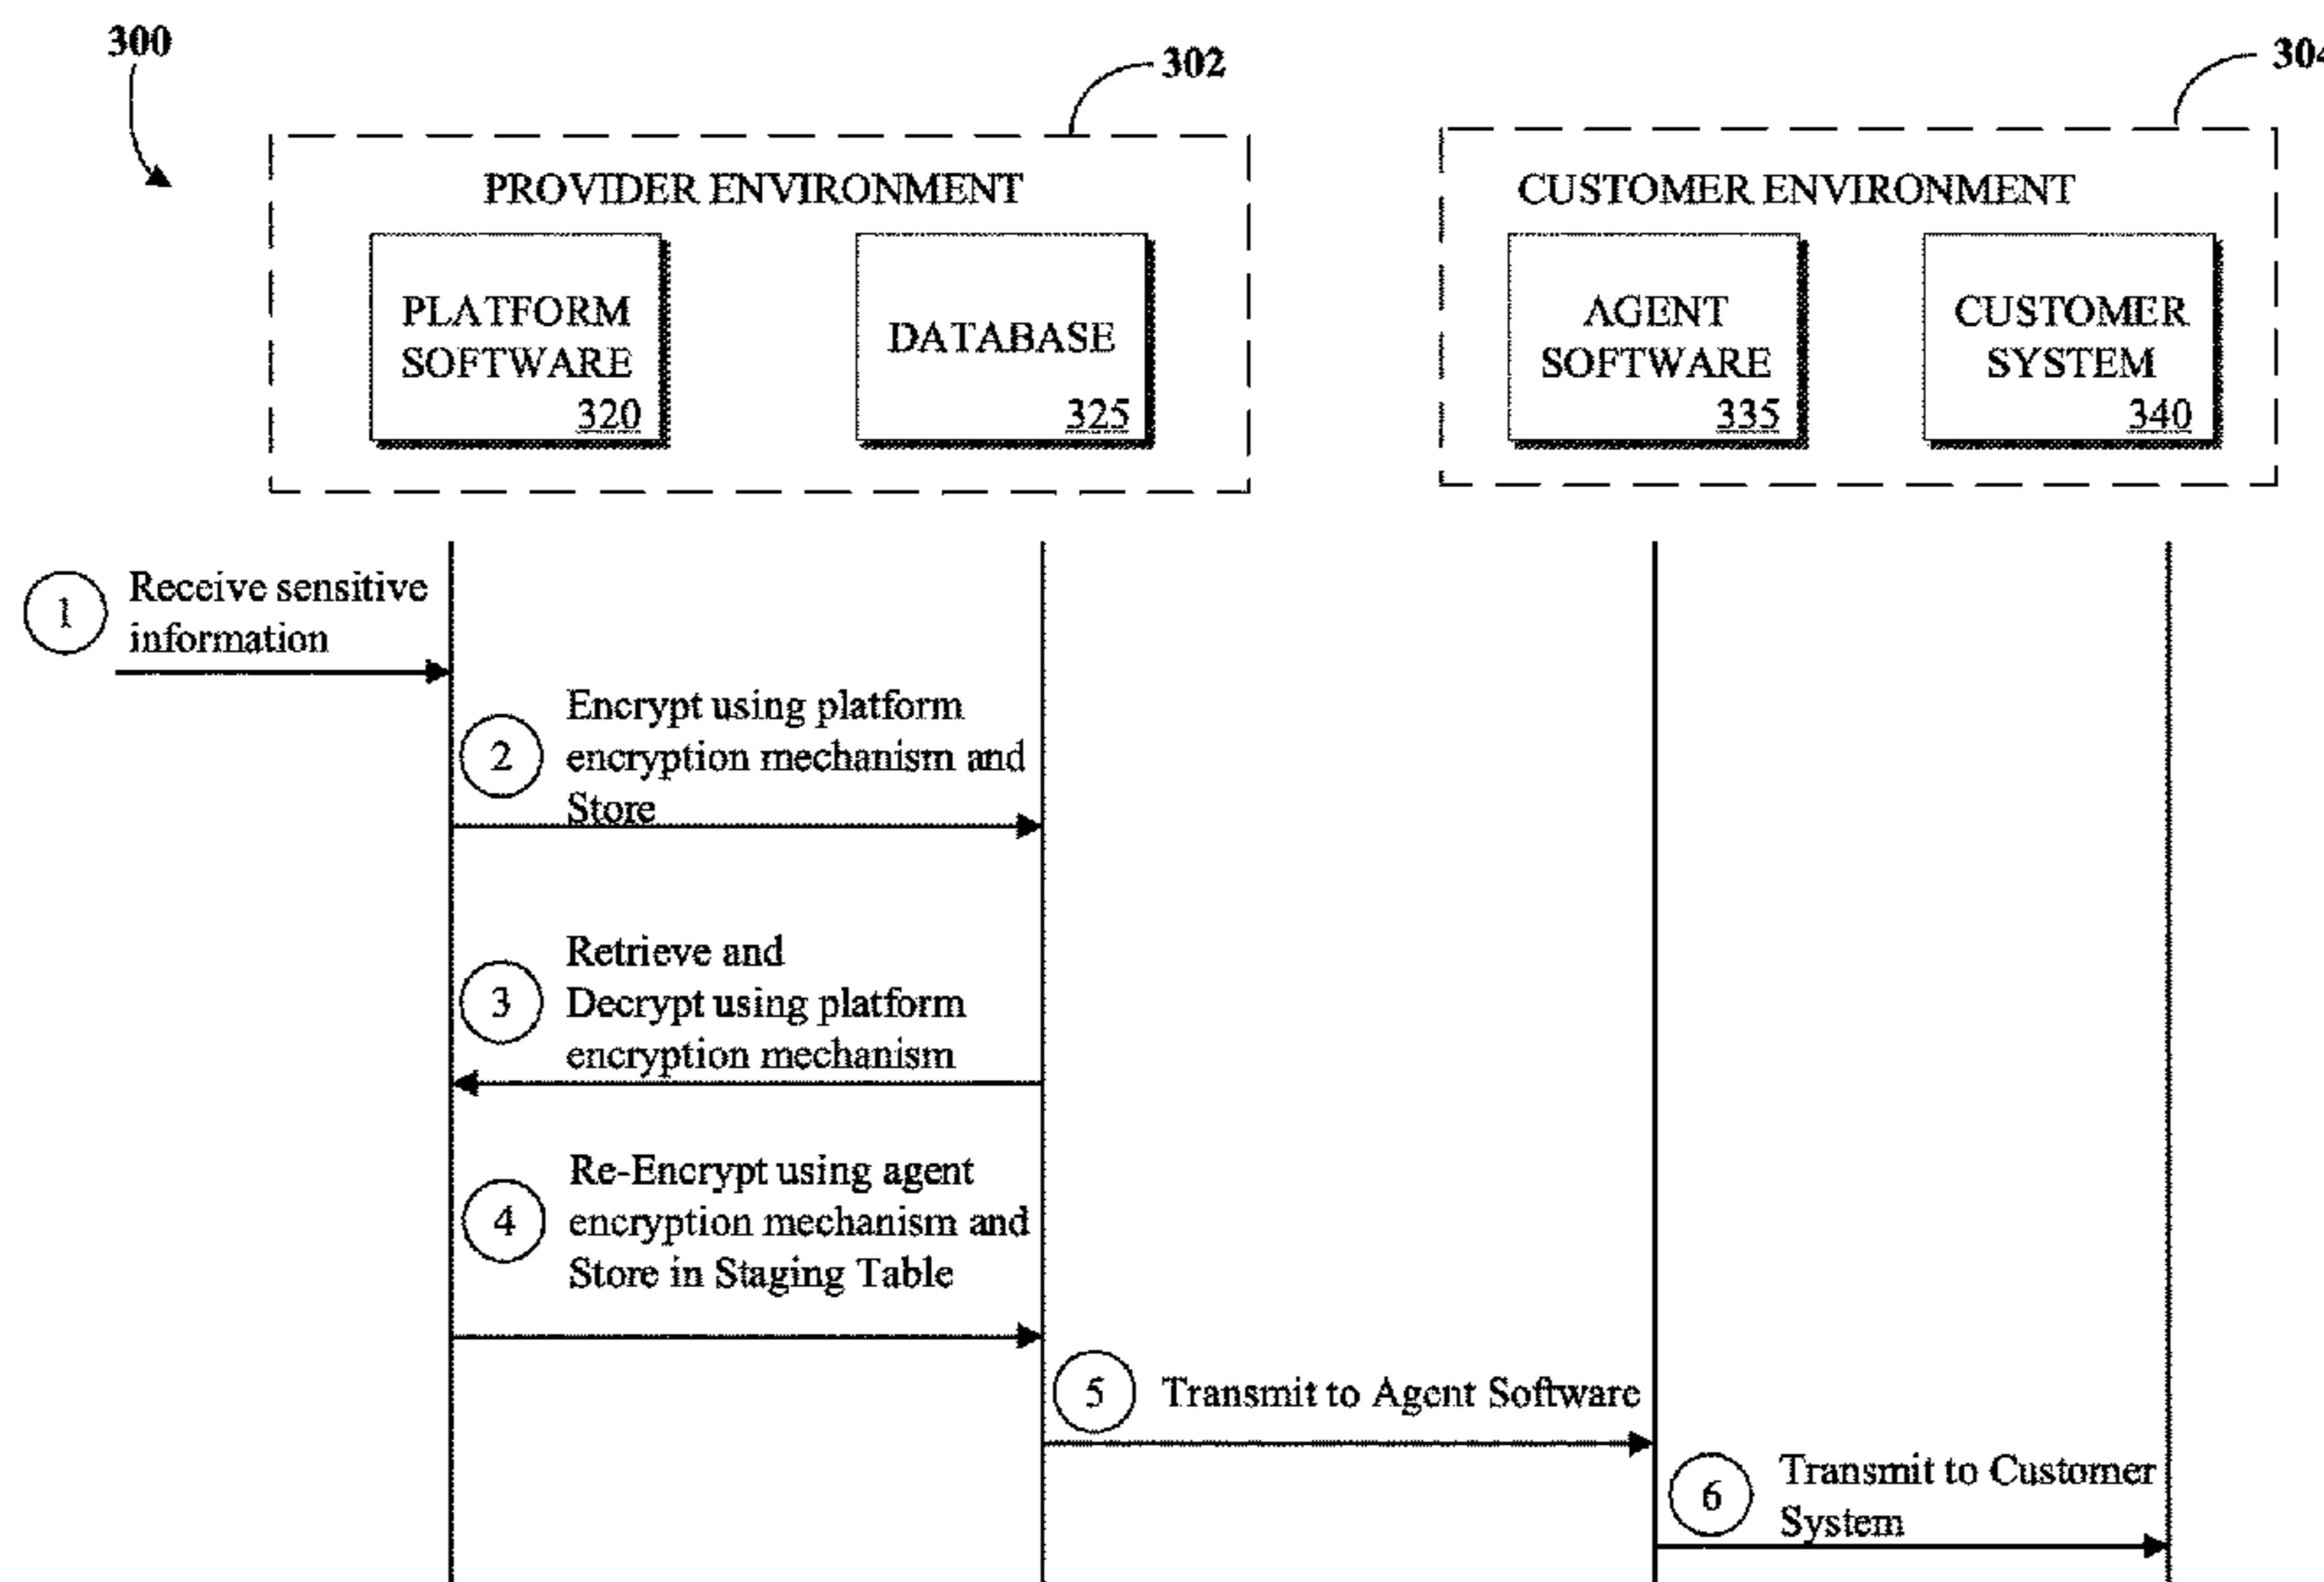 300
302
304
PROVIDER ENVIRONMENT
CUSTOMER ENVIRONMENT
PLATFORM
SOFTWARE
320
DATABASE
325
AGENT
SOFTWARE
335
CUSTOMER
SYSTEM
340
1
Receive sensitive
information
2
Encrypt using platform
encryption mechanism and
Store
3
Retrieve and
Decrypt using platform
encryption mechanism
4
Re-Encrypt using agent
encryption mechanism and
Store in Staging Table
5
Transmit to Agent Software
6
Transmit to Customer
System